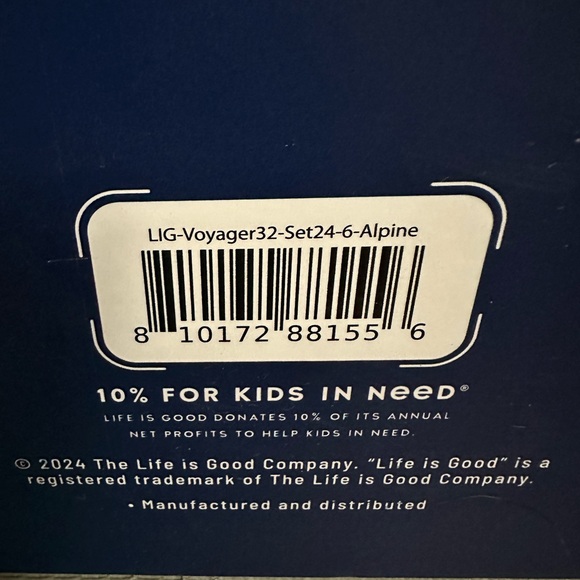 LIG-Voyager32-Set24-6-Alpine
8 10172 88155 6
10% FOR KIDS IN NeeD®
LIFE IS GOOD DONATES 10% OF ITS ANNUAL
NET PROFITS TO HELP KIDS IN NEED.
© 2024 The Life is Good Company. "Life is Good" is a
registered trademark of The Life is Good Company.
• Manufactured and distributed